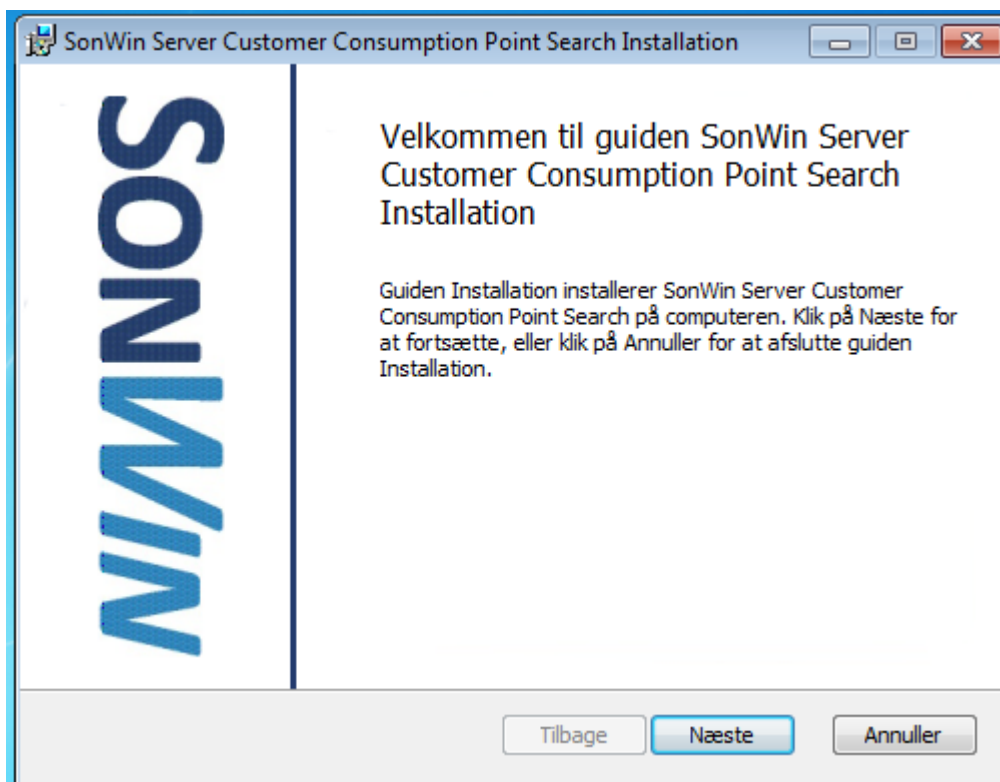 SonWin Server Customer Consumption Point Search Installation
SONWIN
Velkommen til guiden SonWin Server
Customer Consumption Point Search
Installation
Guiden Installation installerer SonWin Server Customer
Consumption Point Search på computeren. Klik på Næste for
at fortsætte, eller klik på Annuller for at afslutte guiden
Installation.
Tilbage Næste Annuller